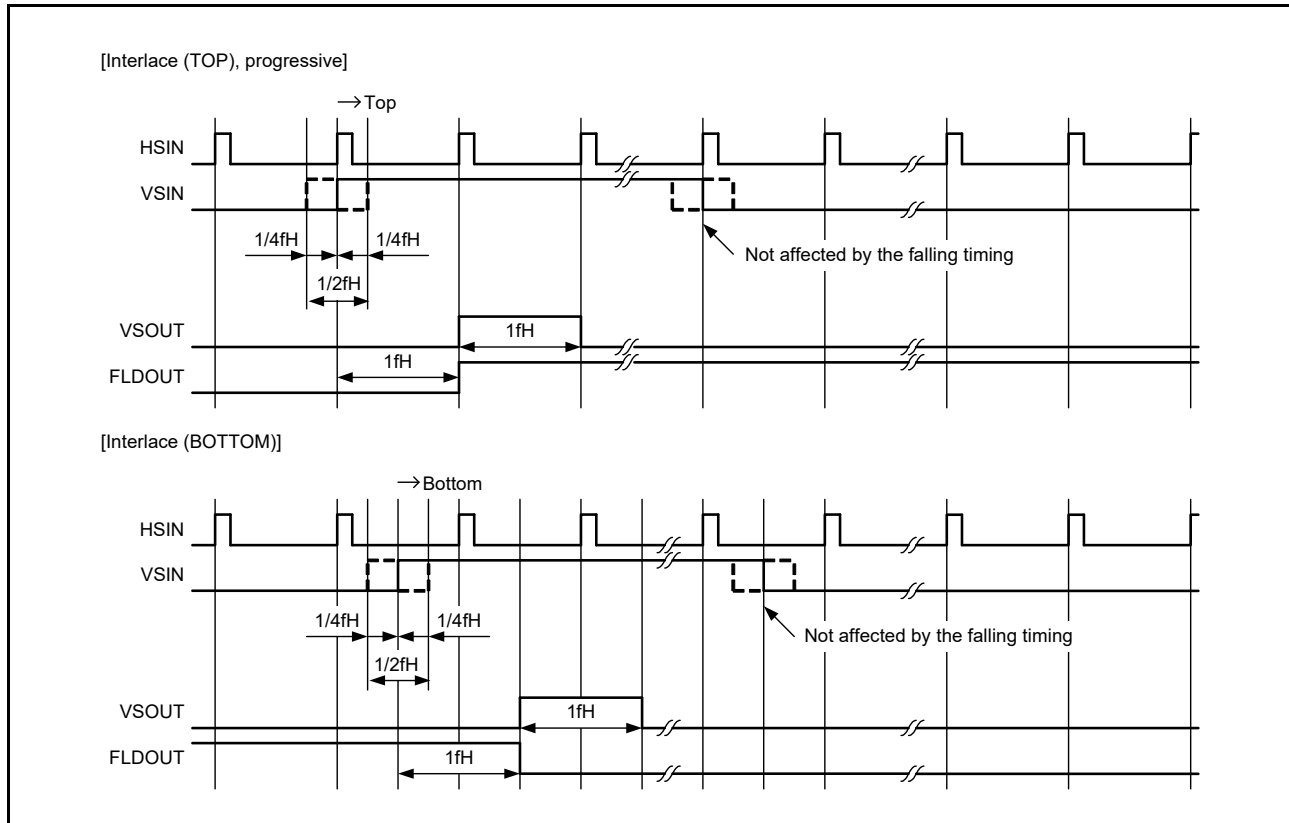 [Interlace (TOP), progressive]
→Top
HSIN
VSIN
1/4fH
1/4fH
Not affected by the falling timing
1/2fH
VSOUT
1fH
FLDOUT
1fH
[Interlace (BOTTOM)]
→Bottom
HSIN
VSIN
1/4fH
1/4fH
Not affected by the falling timing
1/2fH
VSOUT
1fH
FLDOUT
1fH